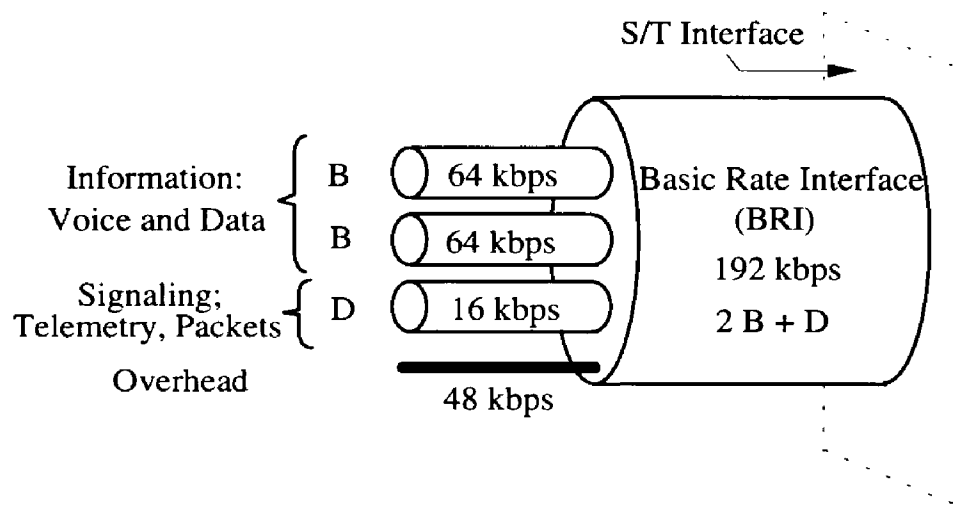 S/T Interface
Information:
Voice and Data
B
64 kbps
B
64 kbps
Signaling;
Telemetry, Packets
D
16 kbps
Overhead
48 kbps
Basic Rate Interface
(BRI)
192 kbps
2 B + D